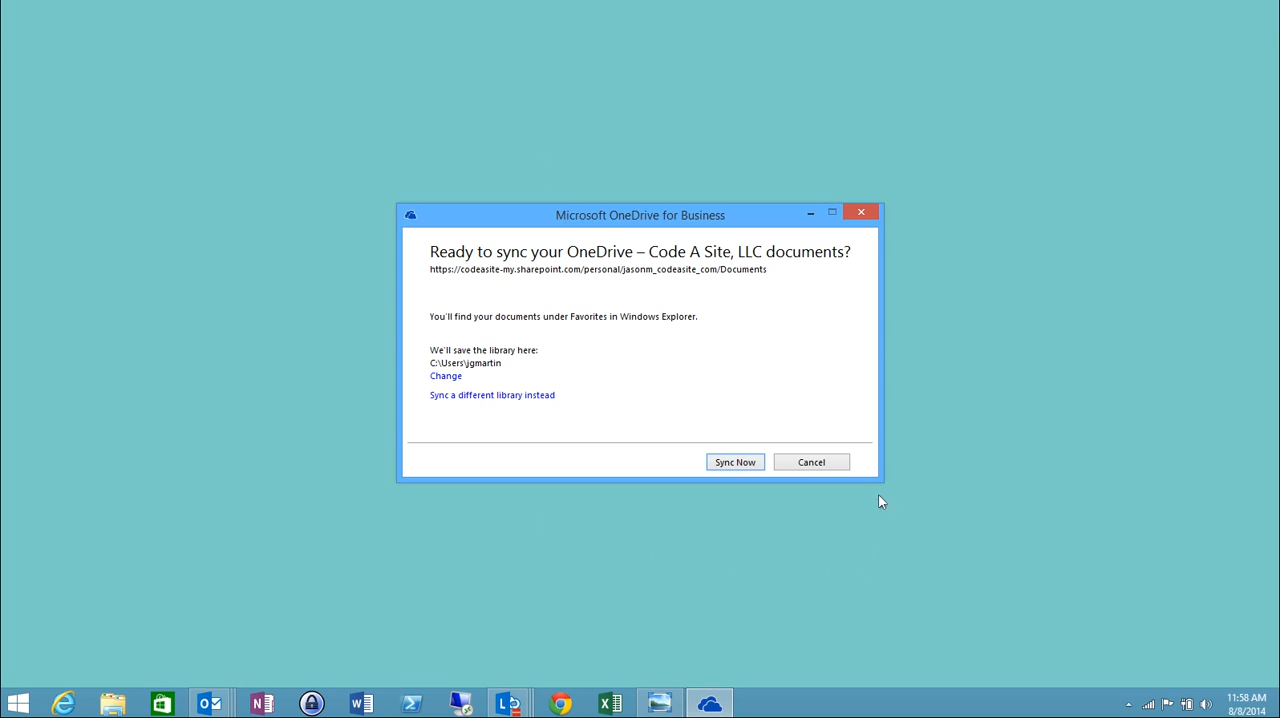 Microsoft OneDrive for Business
Ready to sync your OneDrive – Code A Site, LLC documents?
https://codeasite-my.sharepoint.com/personal/jasonm_codeasite_com/Documents
You'll find your documents under Favorites in Windows Explorer.
We'll save the library here:
C:\Users\jgmartin
Change
Sync a different library instead
Sync Now
Cancel
11:58 AM
8/8/2014